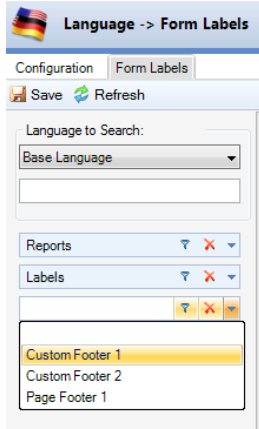 Language -> Form Labels
Configuration Form Labels
Save Refresh
Language to Search:
Base Language
Reports
Labels
Custom Footer 1
Custom Footer 2
Page Footer 1